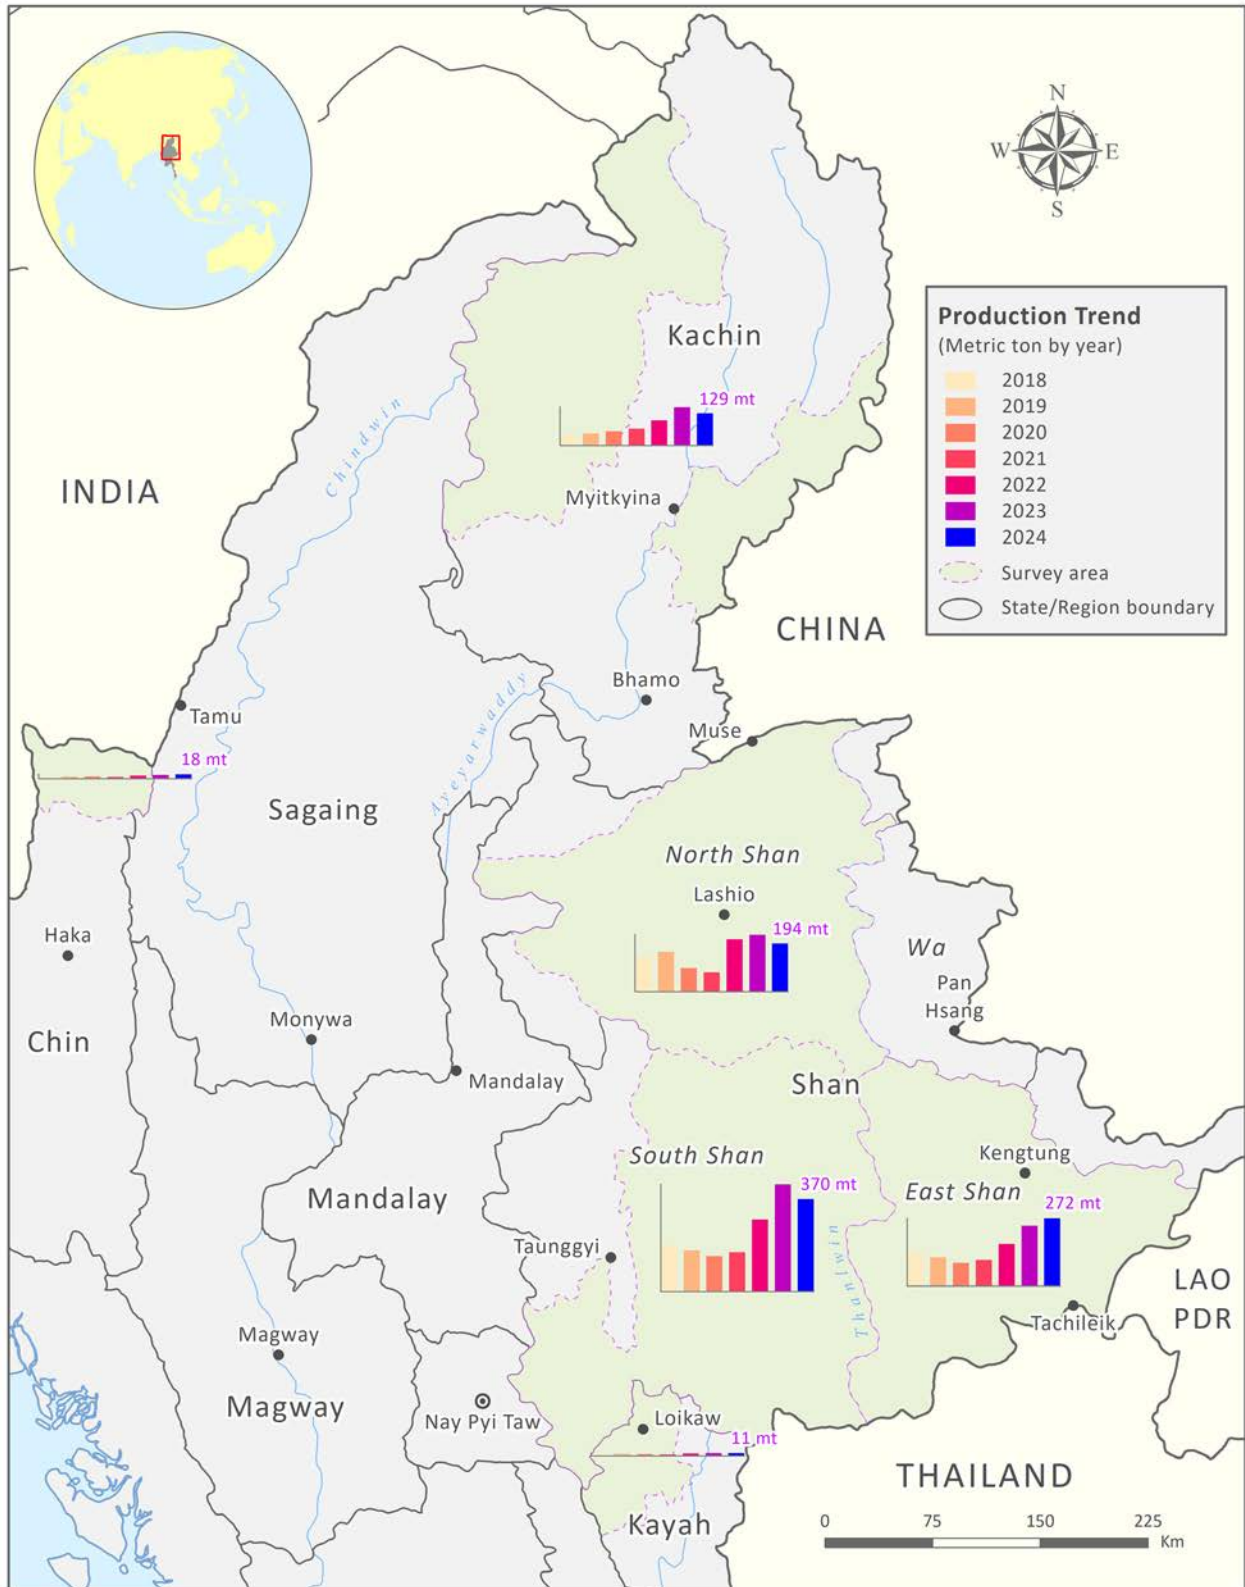 N
W
E
S
Production Trend
(Metric ton by year)
2018
2019
2020
2021
2022
2023
2024
Survey area
State/Region boundary
Kachin
129 mt
Chindwin
INDIA
Myitkyina
CHINA
Bhamo
Tamu
Muse
18 mt
Ayeyarwaddy
Sagaing
North Shan
Lashio
194 mt
Haka
Wa
Pan
Hsang
Chin
Monywa
Mandalay
Shan
South Shan
Kengtung
370 mt
East Shan
272 mt
Mandalay
Taunggyi
Thanlwin
LAO
PDR
Tachileik
Magway
Magway
Nay Pyi Taw
Loikaw
11 mt
THAILAND
Kayah
0 75 150 225
Km